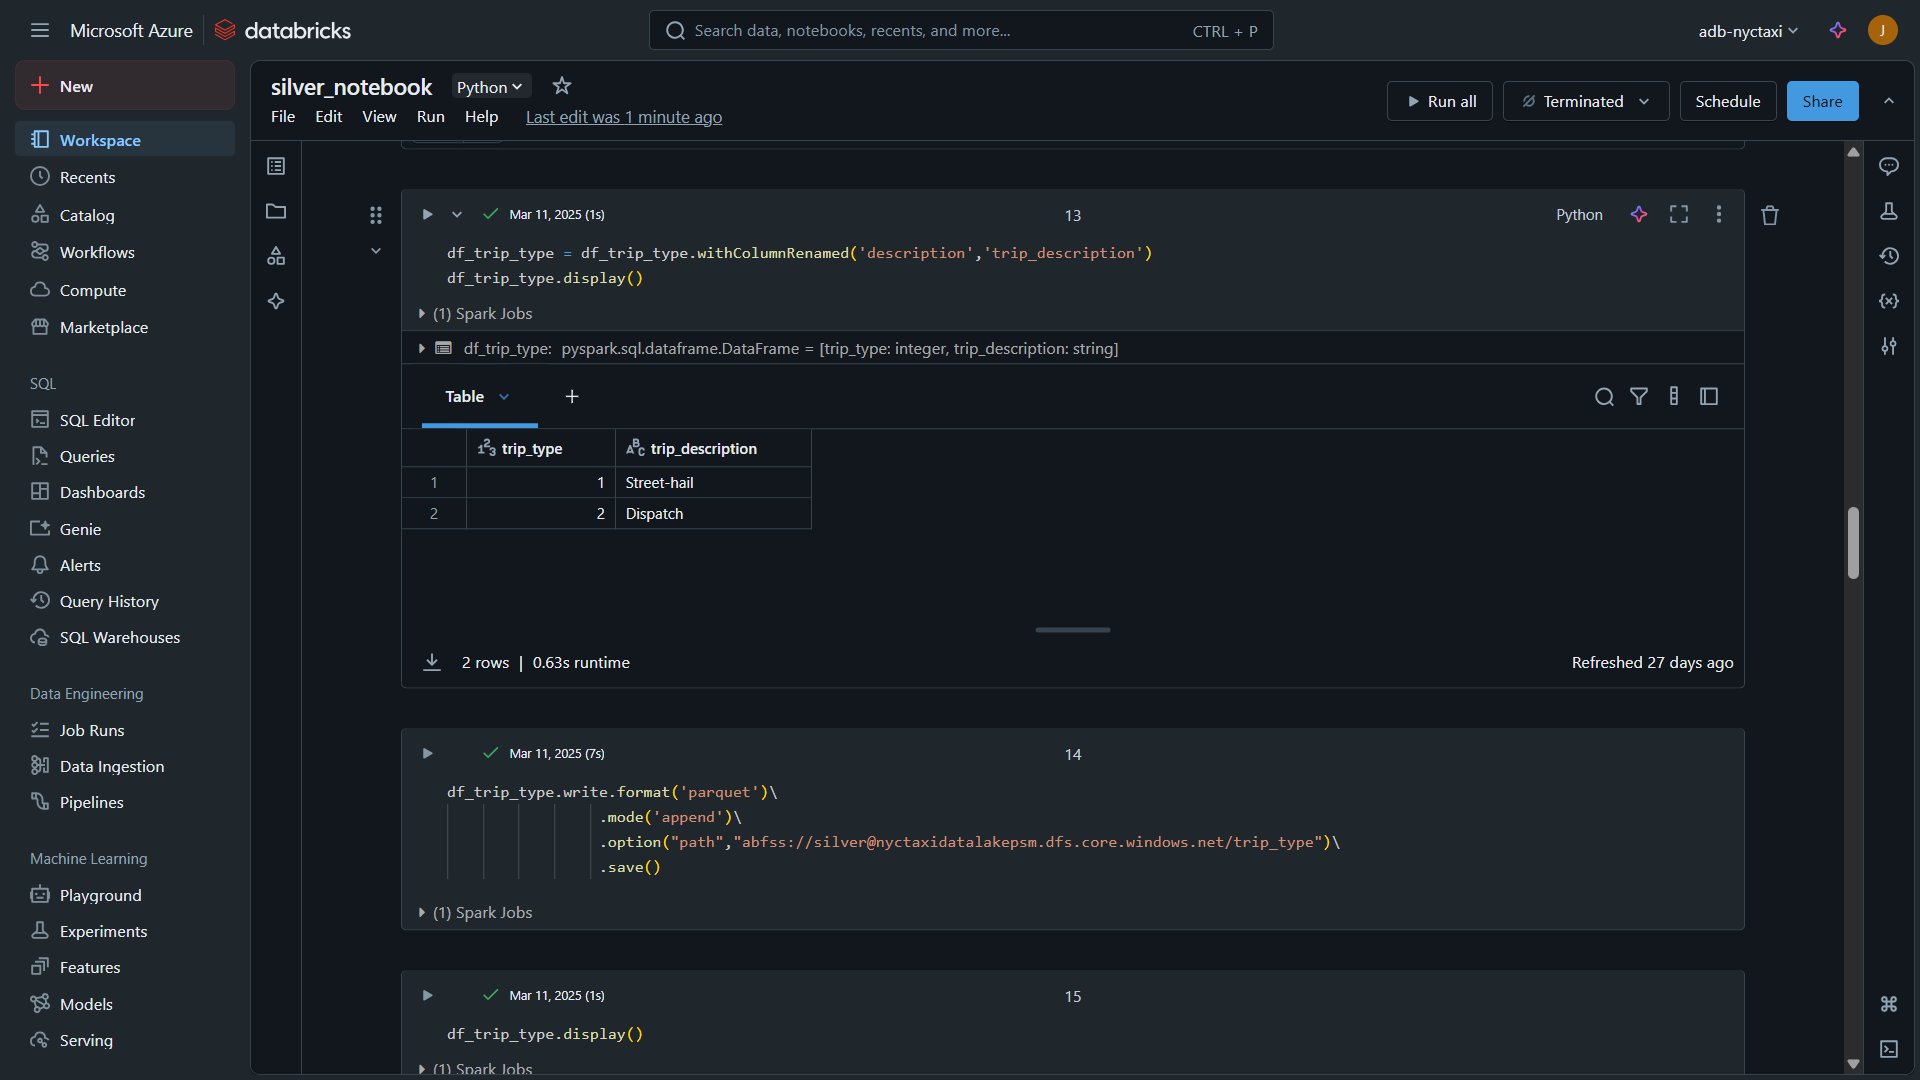 Microsoft Azure databricks
Search data, notebooks, recents, and more... CTRL + P
adb-nyctaxi J
New
Workspace
Recents
Catalog
Workflows
Compute
Marketplace
SQL
SQL Editor
Queries
Dashboards
Genie
Alerts
Query History
SQL Warehouses
Data Engineering
Job Runs
Data Ingestion
Pipelines
Machine Learning
Playground
Experiments
Features
Models
Serving
silver_notebook Python
File Edit View Run Help Last edit was 1 minute ago
Run all Terminated Schedule Share
Mar 11, 2025 (1s) 13 Python
df_trip_type = df_trip_type.withColumnRenamed('description','trip_description')
df_trip_type.display()
(1) Spark Jobs
df_trip_type: pyspark.sql.dataframe.DataFrame = [trip_type: integer, trip_description: string]
Table +
123 trip_type ABC trip_description
1 1 Street-hail
2 2 Dispatch
2 rows | 0.63s runtime Refreshed 27 days ago
Mar 11, 2025 (7s) 14
df_trip_type.write.format('parquet')\
.mode('append')\
.option("path","abfss://silver@nyctaxidatalakepsm.dfs.core.windows.net/trip_type")\
.save()
(1) Spark Jobs
Mar 11, 2025 (1s) 15
df_trip_type.display()
(1) Spark Jobs